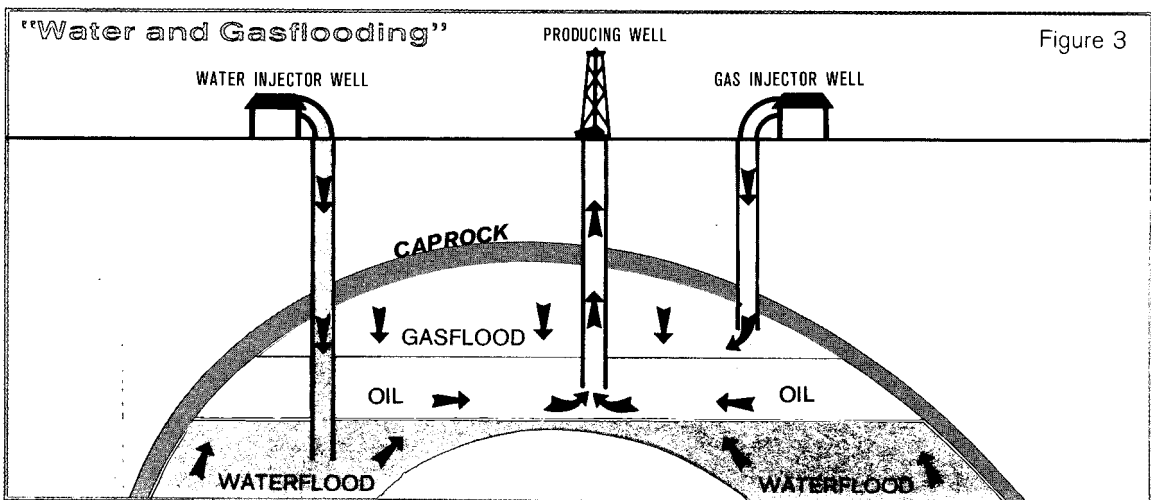 "Water and Gasflooding"
Figure 3
PRODUCING WELL
WATER INJECTOR WELL
GAS INJECTOR WELL
CAPROCK
GASFLOOD
OIL
OIL
WATERFLOOD
WATERFLOOD